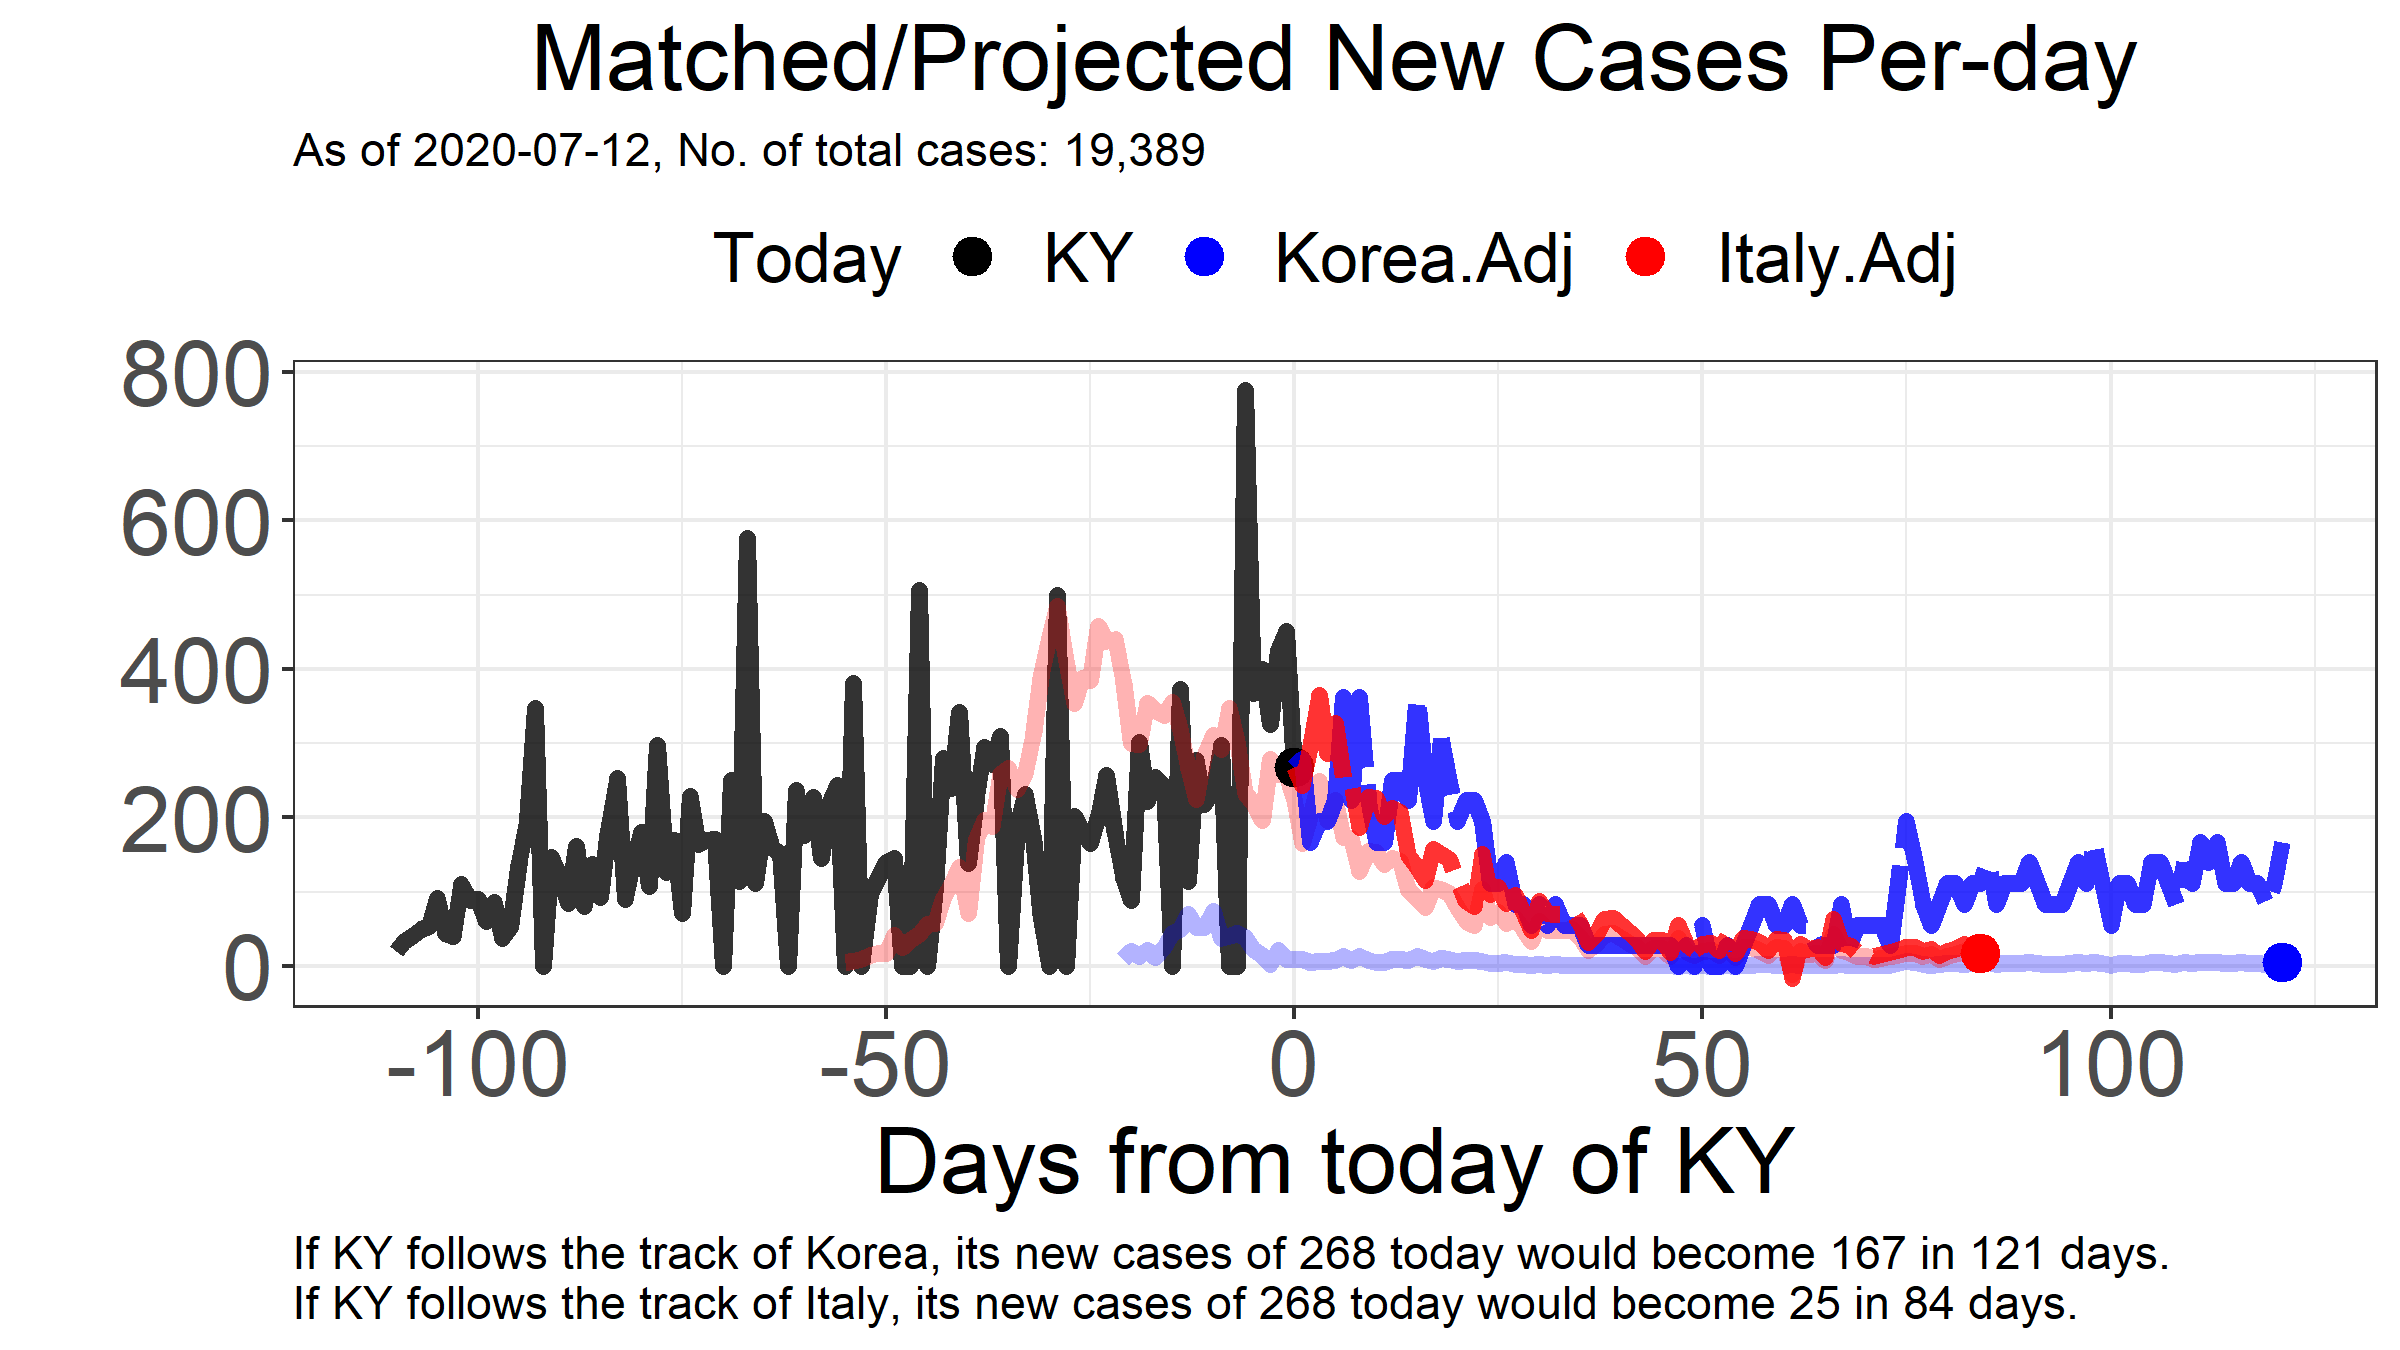 Matched/Projected New Cases Per-day
As of 2020-07-12, No. of total cases: 19,389
Today KY Korea.Adj Italy.Adj
800
600
400
200
0
-100 -50 0 50 100
Days from today of KY
If KY follows the track of Korea, its new cases of 268 today would become 167 in 121 days.
If KY follows the track of Italy, its new cases of 268 today would become 25 in 84 days.